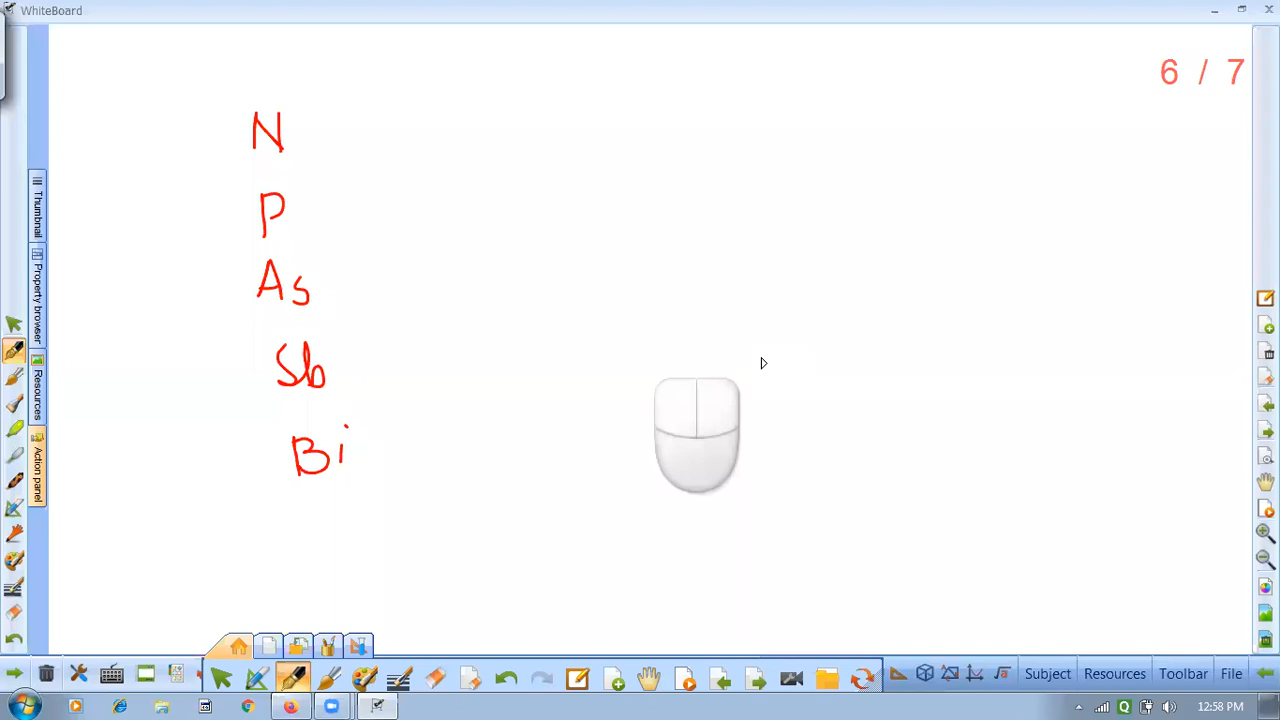 WhiteBoard
6 / 7
N
P
As
Sb
Bi
Thumbnail
Property browser
Resources
Action panel
Subject
Resources
Toolbar
File
12:58 PM